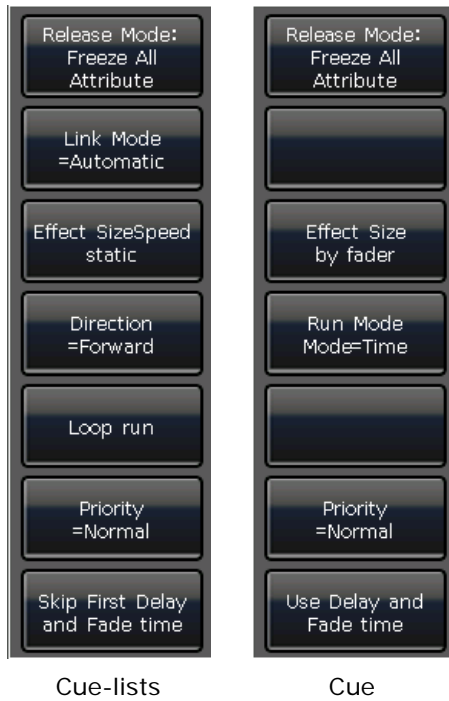 Release Mode:
Freeze All
Attribute
Link Mode
=Automatic
Effect SizeSpeed
static
Direction
=Forward
Loop run
Priority
=Normal
Skip First Delay
and Fade time
Cue-lists
Release Mode:
Freeze All
Attribute
Effect Size
by fader
Run Mode
Mode=Time
Priority
=Normal
Use Delay and
Fade time
Cue